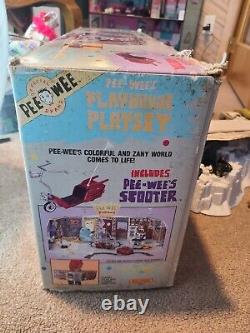 PEE-WEE
PEE-WEE'S
PLAYHOUSE
PLAYSET
PEE-WEE'S COLORFUL AND ZANY WORLD
COMES TO LIFE!
INCLUDES
PEE-WEE'S
SCOOTER